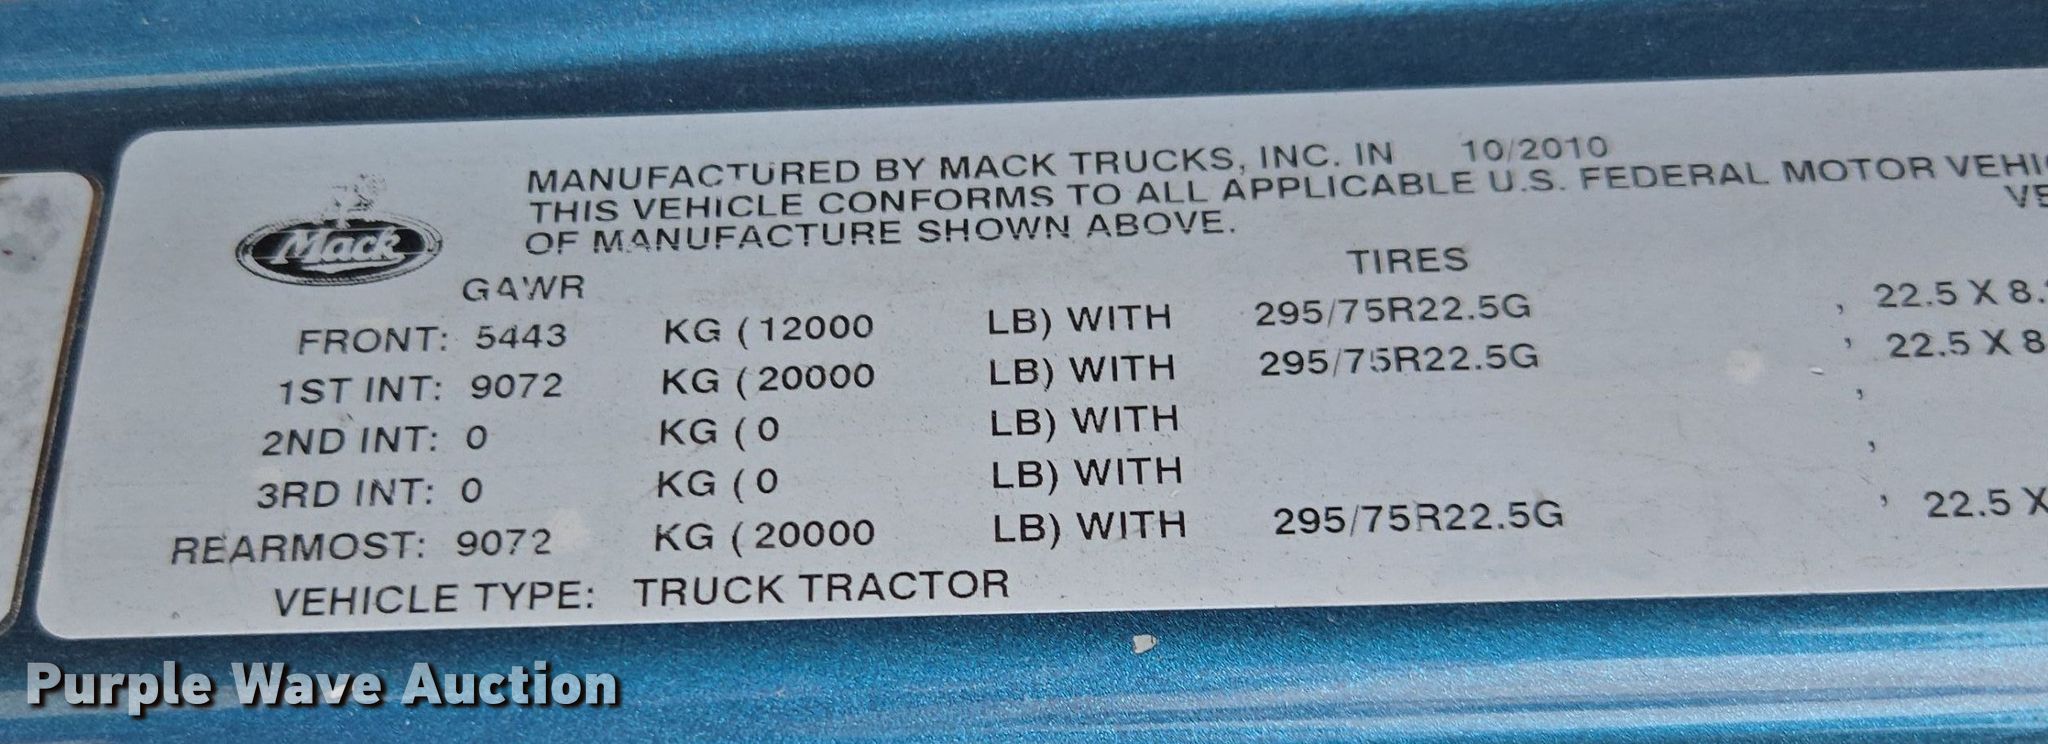 MANUFACTURED BY MACK TRUCKS, INC. IN 10/2010
THIS VEHICLE CONFORMS TO ALL APPLICABLE U.S. FEDERAL MOTOR VEHI
VE
OF MANUFACTURE SHOWN ABOVE.
Mack
GAWR TIRES
FRONT: 5443 KG (12000 LB) WITH 295/75R22.5G , 22.5 X 8.
1ST INT: 9072 KG (20000 LB) WITH 295/75R22.5G , 22.5 X 8
2ND INT: 0 KG (0 LB) WITH ,
3RD INT: 0 KG (0 LB) WITH ,
REARMOST: 9072 KG (20000 LB) WITH 295/75R22.5G , 22.5 X
VEHICLE TYPE: TRUCK TRACTOR
Purple Wave Auction